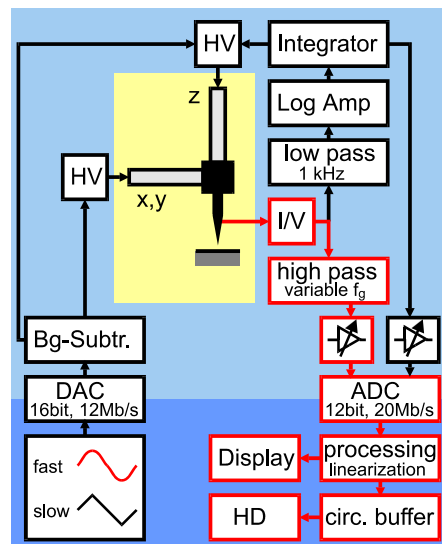 HV
Integrator
z
Log Amp
low pass
1 kHz
HV
x,y
I/V
high pass
variable fg
Bg-Subtr.
DAC
16bit, 12Mb/s
ADC
12bit, 20Mb/s
fast
slow
Display
processing
linearization
HD
circ. buffer